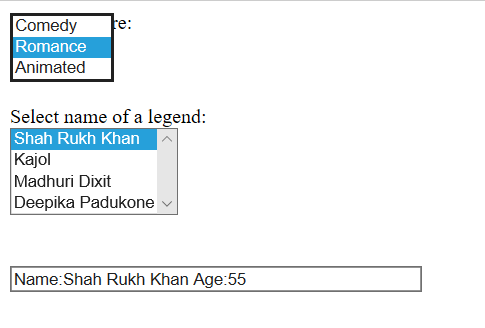 Comedy
re:
Romance
Animated
Select name of a legend:
Shah Rukh Khan
Kajol
Madhuri Dixit
Deepika Padukone
Name:Shah Rukh Khan Age:55